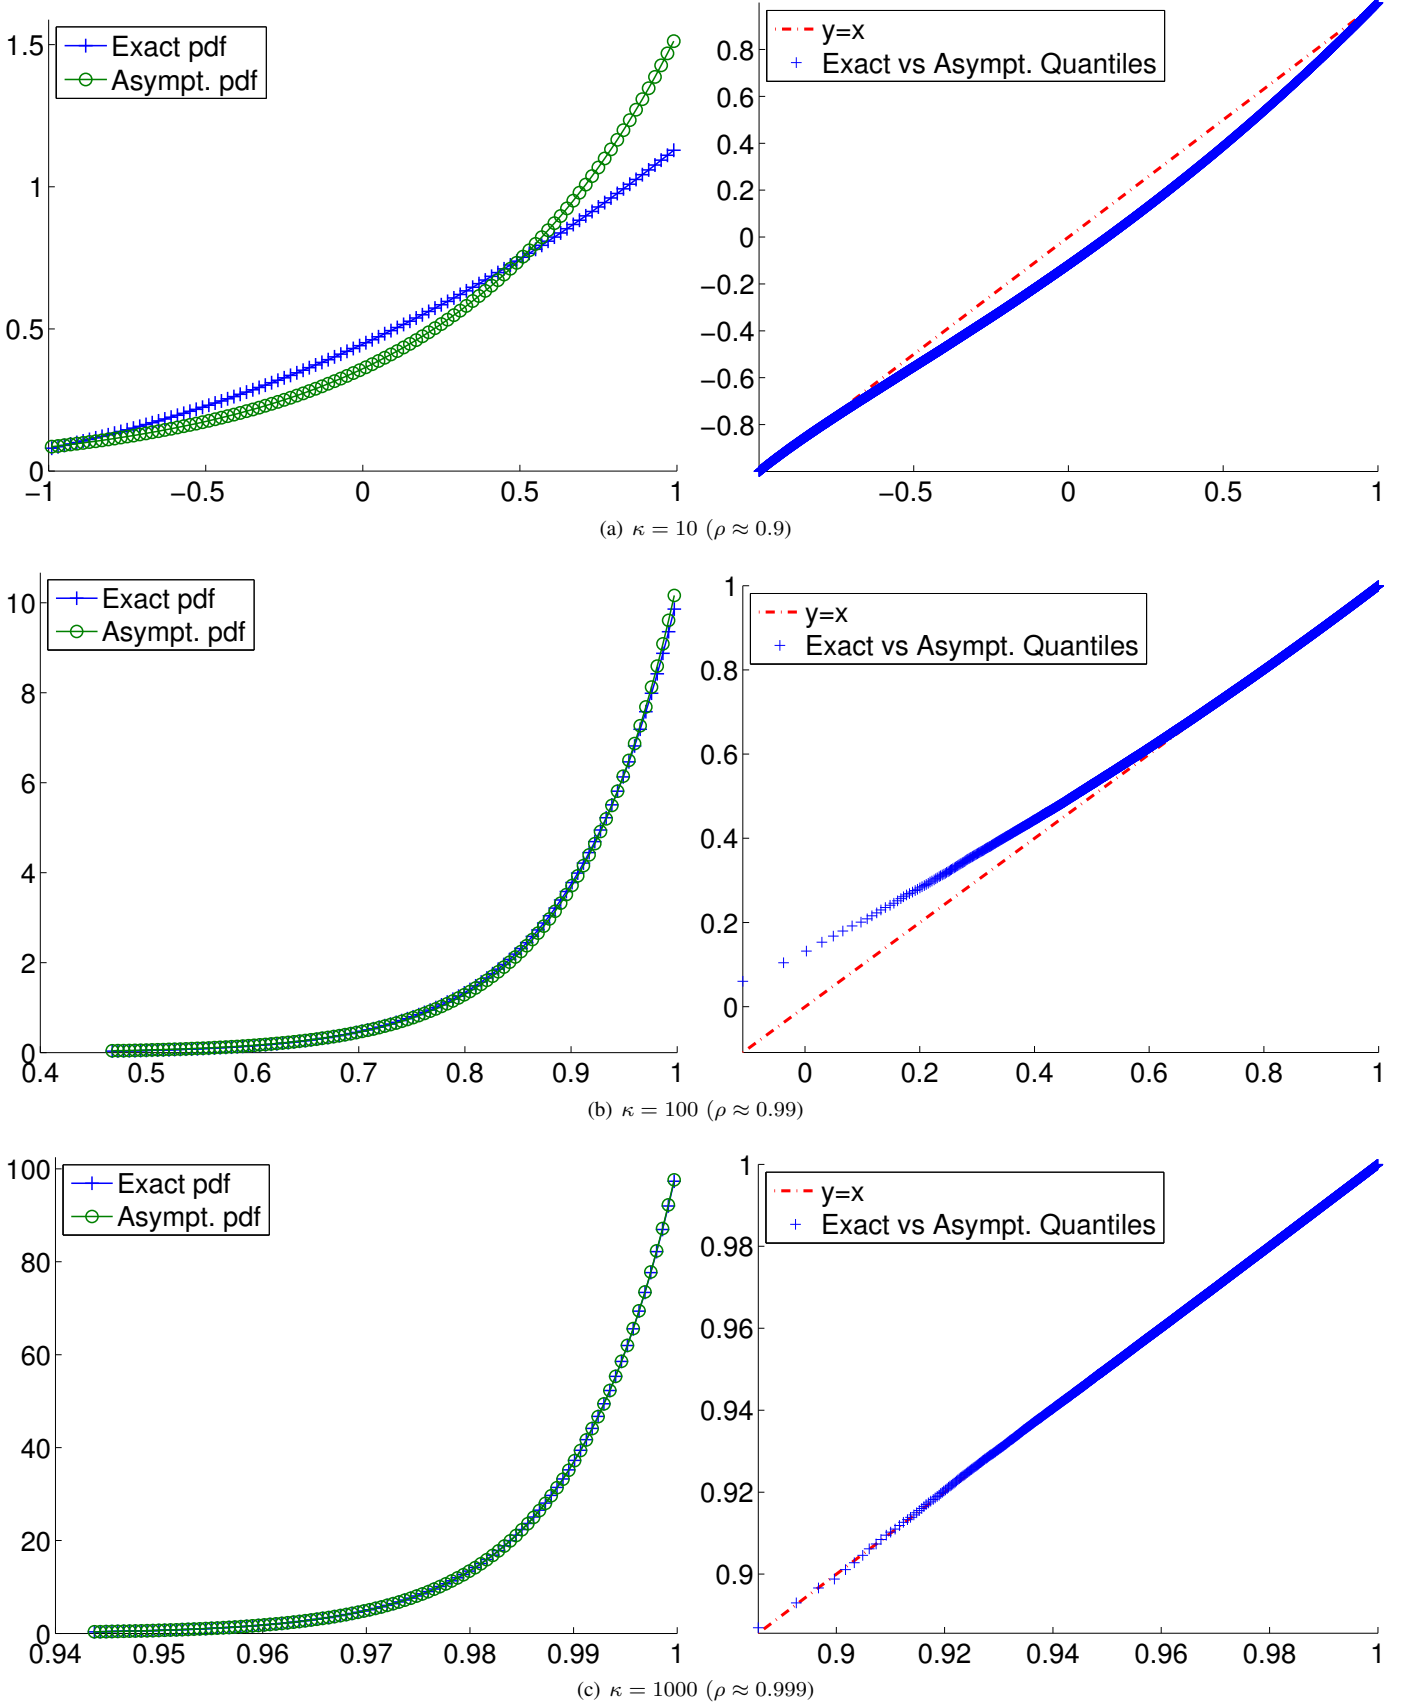 Exact pdf
Asympt. pdf
1.5
1
0.5
0
−1 −0.5 0 0.5 1
y=x
Exact vs Asympt. Quantiles
0.8
0.6
0.4
0.2
0
−0.2
−0.4
−0.6
−0.8
−0.5 0 0.5 1
(a) κ = 10 (ρ ≈ 0.9)
Exact pdf
Asympt. pdf
10
8
6
4
2
0
0.4 0.5 0.6 0.7 0.8 0.9 1
y=x
Exact vs Asympt. Quantiles
1
0.8
0.6
0.4
0.2
0
0 0.2 0.4 0.6 0.8 1
(b) κ = 100 (ρ ≈ 0.99)
Exact pdf
Asympt. pdf
100
80
60
40
20
0
0.94 0.95 0.96 0.97 0.98 0.99 1
y=x
Exact vs Asympt. Quantiles
1
0.98
0.96
0.94
0.92
0.9
0.9 0.92 0.94 0.96 0.98 1
(c) κ = 1000 (ρ ≈ 0.999)